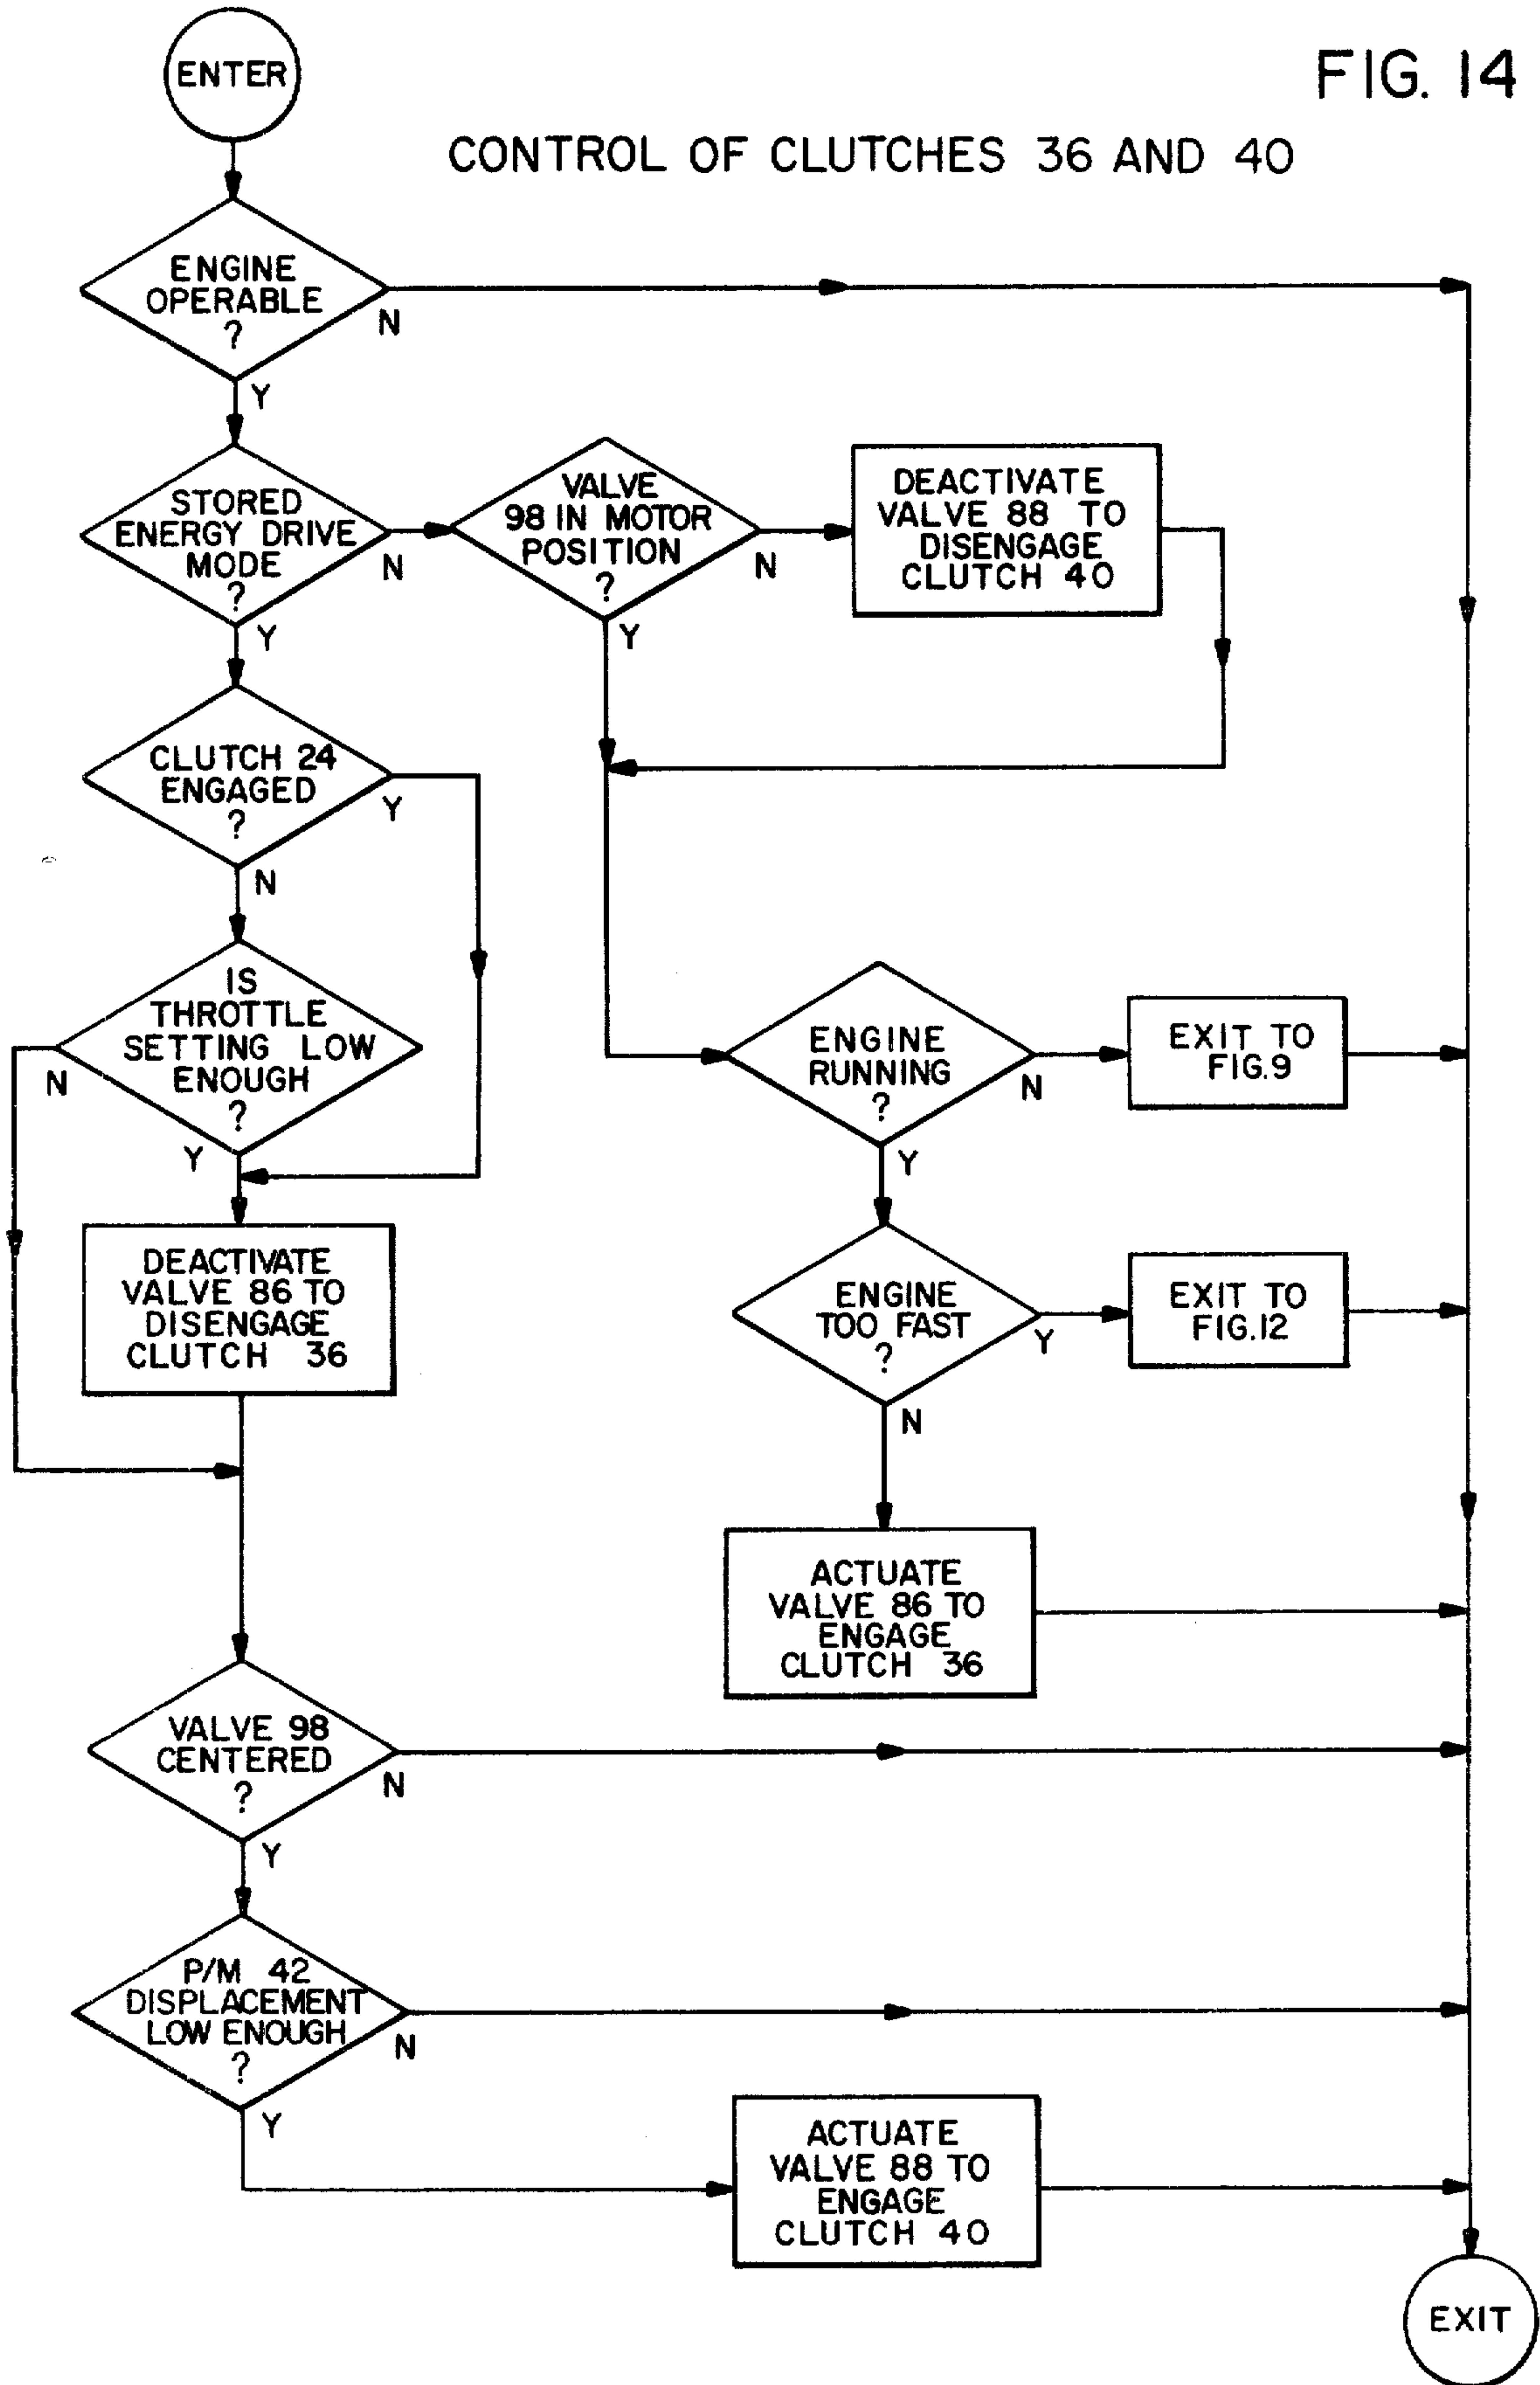 FIG. 14
CONTROL OF CLUTCHES 36 AND 40
ENTER
ENGINE
OPERABLE
?
N
Y
STORED
ENERGY DRIVE
MODE
?
N
Y
VALVE
98 IN MOTOR
POSITION
?
N
Y
DEACTIVATE
VALVE 88 TO
DISENGAGE
CLUTCH 40
CLUTCH 24
ENGAGED
?
Y
N
IS
THROTTLE
SETTING LOW
ENOUGH
?
N
Y
ENGINE
RUNNING
?
N
Y
EXIT TO
FIG.9
DEACTIVATE
VALVE 86 TO
DISENGAGE
CLUTCH 36
ENGINE
TOO FAST
?
Y
N
EXIT TO
FIG.12
ACTUATE
VALVE 86 TO
ENGAGE
CLUTCH 36
VALVE 98
CENTERED
?
N
Y
P/M 42
DISPLACEMENT
LOW ENOUGH
?
N
Y
ACTUATE
VALVE 88 TO
ENGAGE
CLUTCH 40
EXIT